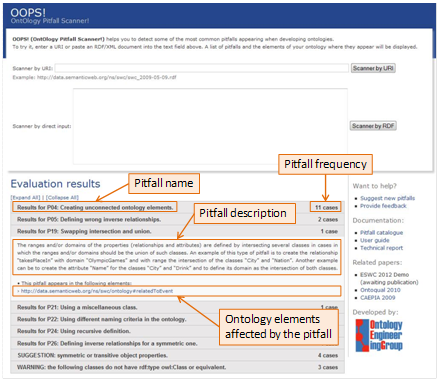 OOPS!
OntOlogy Pitfall Scanner!
OOPS! (OntOlogy Pitfall Scanner!) helps you to detect some of the most common pitfalls appearing when developing ontologies.
To try it, enter a URI or paste an RDF/XML document into the text field above. A list of pitfalls and the elements of your ontology where they appear will be displayed.
Scanner by URI:
Scanner by URI
Example: http://data.semanticweb.org/ns/swc/swc_2009-05-09.rdf
Scanner by direct input:
Scanner by RDF
Pitfall frequency
Evaluation results
Pitfall name
Want to help?
[Expand All] | [Collapse All]
Suggest new pitfalls
Provide feedback
Results for P04: Creating unconnected ontology elements.
11 cases
Results for P05: Defining wrong inverse relationships.
2 cases
Pitfall description
Documentation:
Results for P19: Swapping intersection and union.
1 case
Pitfall catalogue
User guide
Technical report
The ranges and/or domains of the properties (relationships and attributes) are defined by intersecting several classes in cases in
which the ranges and/or domains should be the union of such classes. An example of this type of pitfall is to create the relationship
"takesPlaceIn" with domain "OlympicGames" and with range the intersection of the classes "City" and "Nation". Another example
can be to create the attribute "Name" for the classes "City" and "Drink" and to define its domain as the intersection of both classes.
Related papers:
ESWC 2012 Demo
(awaiting publication)
Ontoqual 2010
CAEPIA 2009
• This pitfall appears in the following elements:
› http://data.semanticweb.org/ns/swc/ontology#relatedToEvent
Developed by:
Ontology
Engineer
ingGroup
Results for P21: Using a miscellaneous class.
1 case
Results for P22: Using different naming criteria in the ontology.
Results for P24: Using recursive definition.
Results for P26: Defining inverse relationships for a symmetric one.
Ontology elements
affected by the pitfall
SUGGESTION: symmetric or transitive object properties.
4 cases
WARNING: the following classes do not have rdf:type owl:Class or equivalent.
3 cases